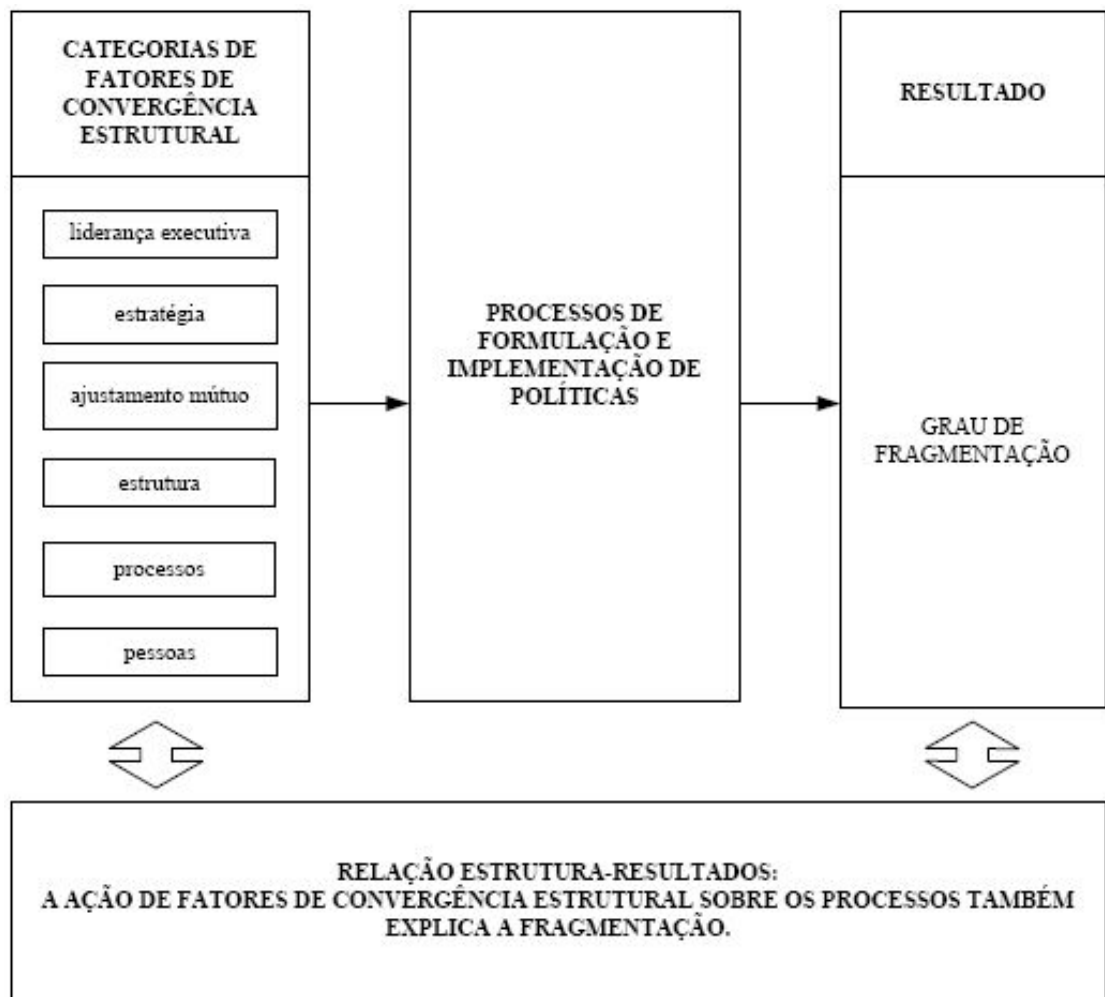 CATEGORIAS DE
FATORES DE
CONVERGÊNCIA
ESTRUTURAL
liderança executiva
estratégia
ajustamento mútuo
estrutura
processos
pessoas
PROCESSOS DE
FORMULAÇÃO E
IMPLEMENTAÇÃO DE
POLÍTICAS
RESULTADO
GRAU DE
FRAGMENTAÇÃO
RELAÇÃO ESTRUTURA-RESULTADOS:
A AÇÃO DE FATORES DE CONVERGÊNCIA ESTRUTURAL SOBRE OS PROCESSOS TAMBÉM
EXPLICA A FRAGMENTAÇÃO.